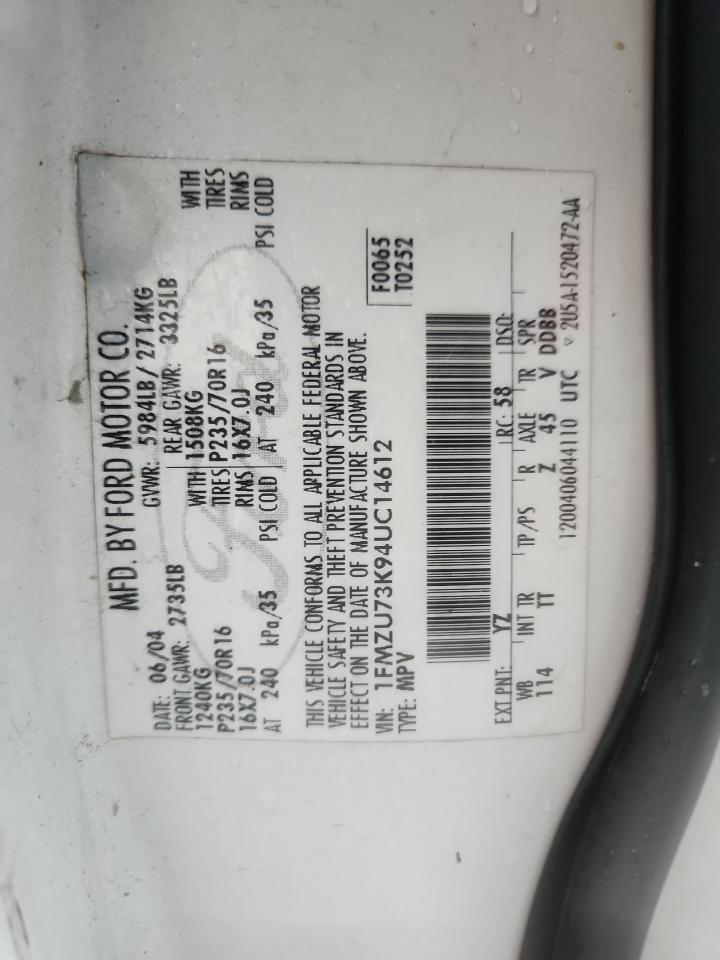 MFD. BY FORD MOTOR CO.
DATE: 06/04 GVWR: 5984LB / 2714KG
FRONT GAWR: 2735LB REAR GAWR: 3325LB
1240KG WITH 1508KG WITH
P235/70R16 TIRES P235/70R16 TIRES
16X7.0J RIMS 16X7.0J RIMS
AT 240 kPa/35 PSI COLD AT 240 kPa/35 PSI COLD
THIS VEHICLE CONFORMS TO ALL APPLICABLE FEDERAL MOTOR
VEHICLE SAFETY AND THEFT PREVENTION STANDARDS IN
EFFECT ON THE DATE OF MANUFACTURE SHOWN ABOVE.
VIN: 1FMZU73K94UC14612 F0065
TYPE: MPV T0252
EXT PNT: YZ RC: 58 DSO:
WB INT TR TP/PS R AXLE TR SPR
114 TT Z 45 V DDBB
1200406044110 UTC ▽ 2U5A-1520472-AA
Ford